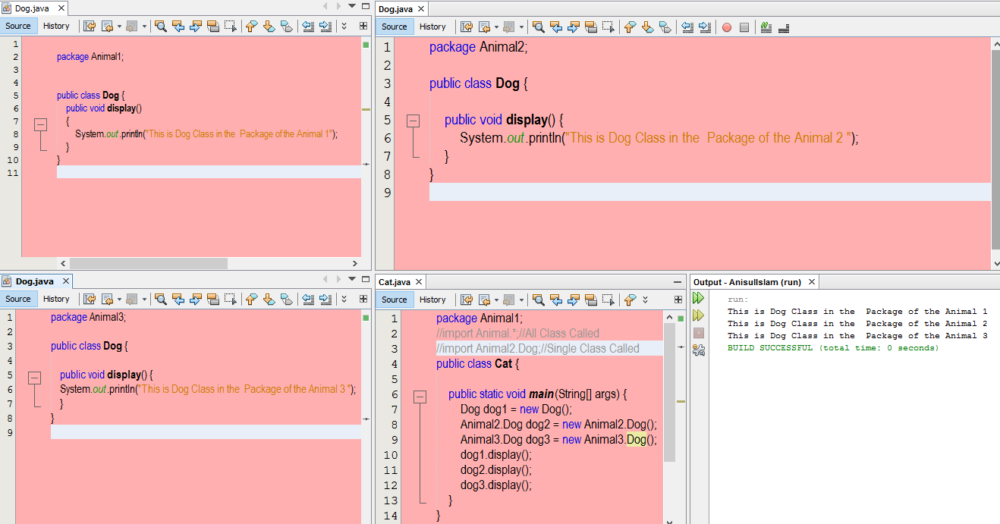 Dog.java
Source History
1
2 package Animal1;
3
4
5 public class Dog {
6 public void display()
7 {
8 System.out.println("This is Dog Class in the  Package of the Animal 1");
9 }
10 }
11
Dog.java
Source History
1 package Animal2;
2
3 public class Dog {
4
5 public void display() {
6 System.out.println("This is Dog Class in the  Package of the Animal 2 ");
7 }
8 }
9
Dog.java
Source History
1 package Animal3;
2
3 public class Dog {
4
5 public void display() {
6 System.out.println("This is Dog Class in the  Package of the Animal 3 ");
7 }
8 }
9
Cat.java
Source History
1 package Animal1;
2 //import Animal.*;//All Class Called
3 //import Animal2.Dog;//Single Class Called
4 public class Cat {
5
6 public static void main(String[] args) {
7 Dog dog1 = new Dog();
8 Animal2.Dog dog2 = new Animal2.Dog();
9 Animal3.Dog dog3 = new Animal3.Dog();
10 dog1.display();
11 dog2.display();
12 dog3.display();
13 }
14 }
Output - AnisulIslam (run)
run:
This is Dog Class in the  Package of the Animal 1
This is Dog Class in the  Package of the Animal 2
This is Dog Class in the  Package of the Animal 3
BUILD SUCCESSFUL (total time: 0 seconds)